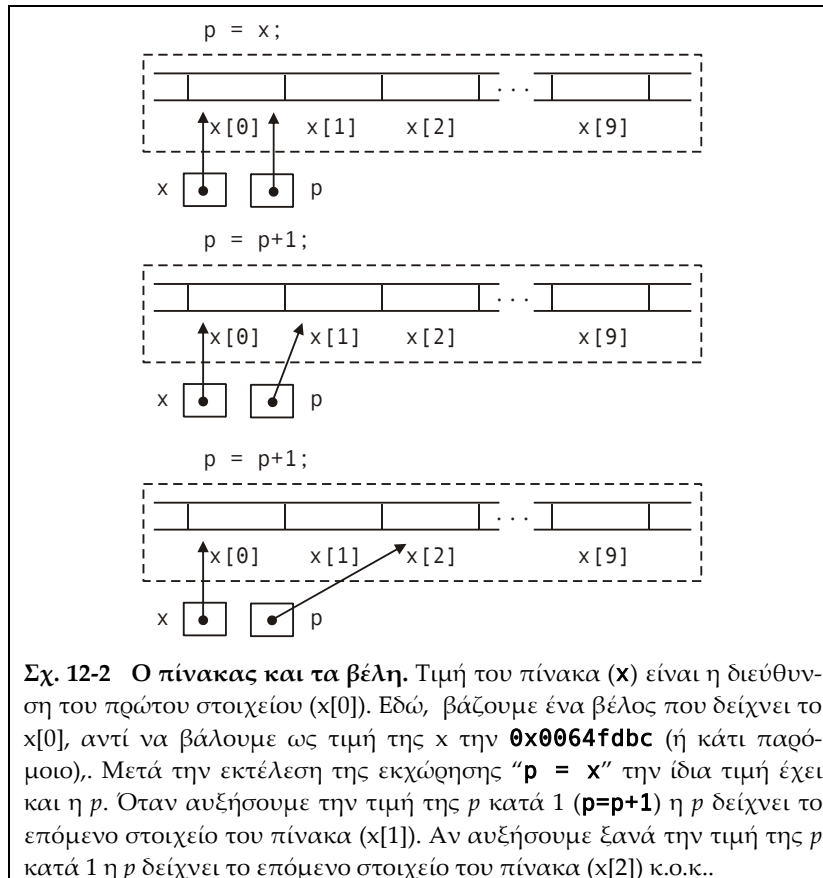 p = x;
...
x[0] x[1] x[2] x[9]
x p
p = p+1;
...
x[0] x[1] x[2] x[9]
x p
p = p+1;
...
x[0] x[1] x[2] x[9]
x p
Σχ. 12-2 Ο πίνακας και τα βέλη. Τιμή του πίνακα (x) είναι η διεύθυν-
ση του πρώτου στοιχείου (x[0]). Εδώ, βάζουμε ένα βέλος που δείχνει το
x[0], αντί να βάλουμε ως τιμή της x την 0x0064fdbc (ή κάτι παρό-
μοιο),. Μετά την εκτέλεση της εκχώρησης “p = x” την ίδια τιμή έχει
και η p. Όταν αυξήσουμε την τιμή της p κατά 1 (p=p+1) η p δείχνει το
επόμενο στοιχείο του πίνακα (x[1]). Αν αυξήσουμε ξανά την τιμή της p
κατά 1 η p δείχνει το επόμενο στοιχείο του πίνακα (x[2]) κ.ο.κ..